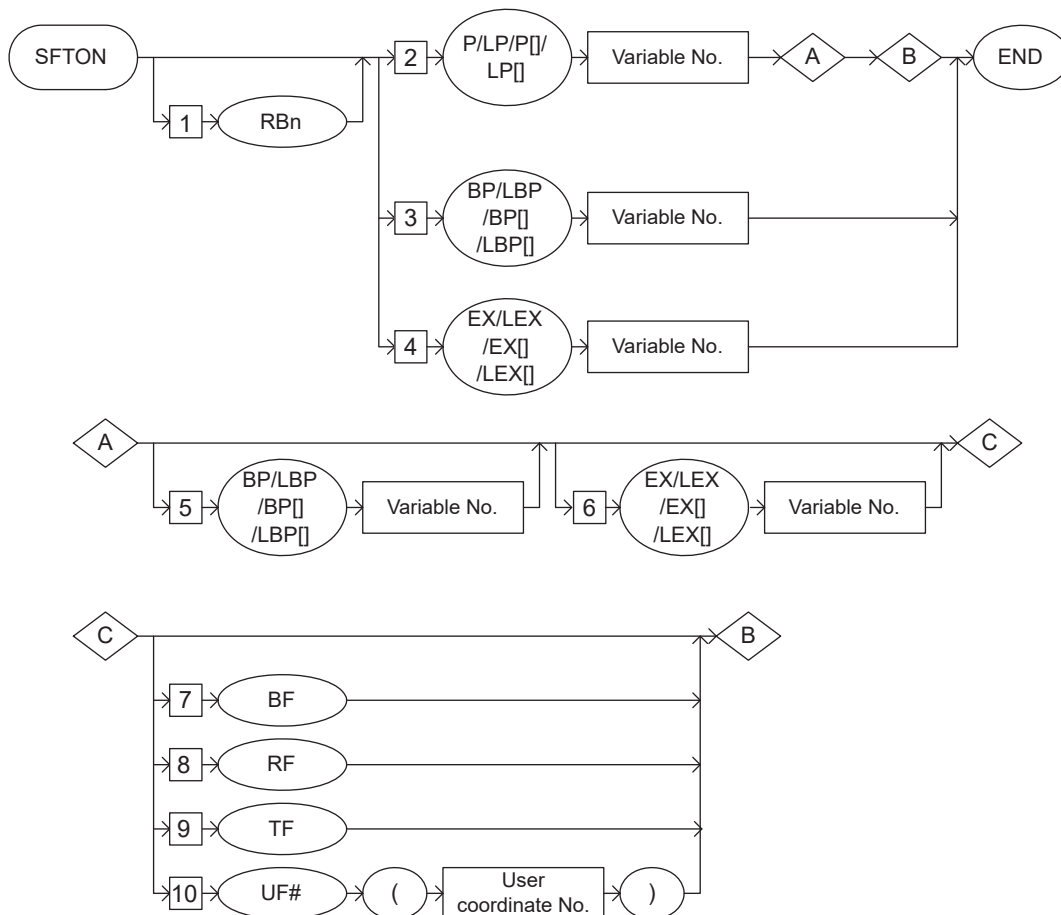 SFTON
2
P/LP/P[]/
LP[]
Variable No.
A
B
END
1
RBn
3
BP/LBP
/BP[]
/LBP[]
Variable No.
4
EX/LEX
/EX[]
/LEX[]
Variable No.
A
C
5
BP/LBP
/BP[]
/LBP[]
Variable No.
6
EX/LEX
/EX[]
/LEX[]
Variable No.
C
B
7
BF
8
RF
9
TF
10
UF#
(
User
coordinate No.
)